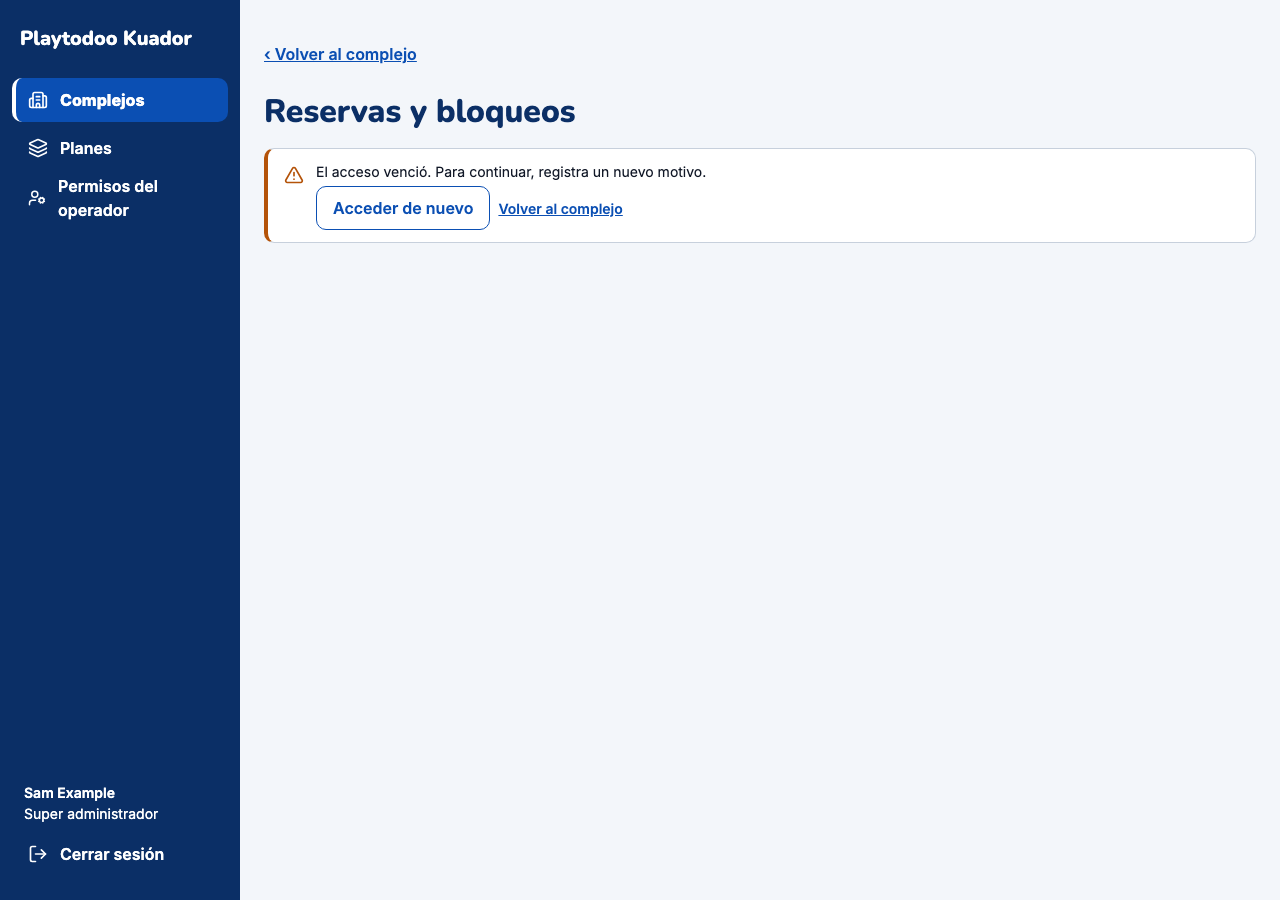 Playtodoo Kuador
Complejos
Planes
Permisos del
operador
Sam Example
Super administrador
Cerrar sesión
‹ Volver al complejo
Reservas y bloqueos
El acceso venció. Para continuar, registra un nuevo motivo.
Acceder de nuevo
Volver al complejo